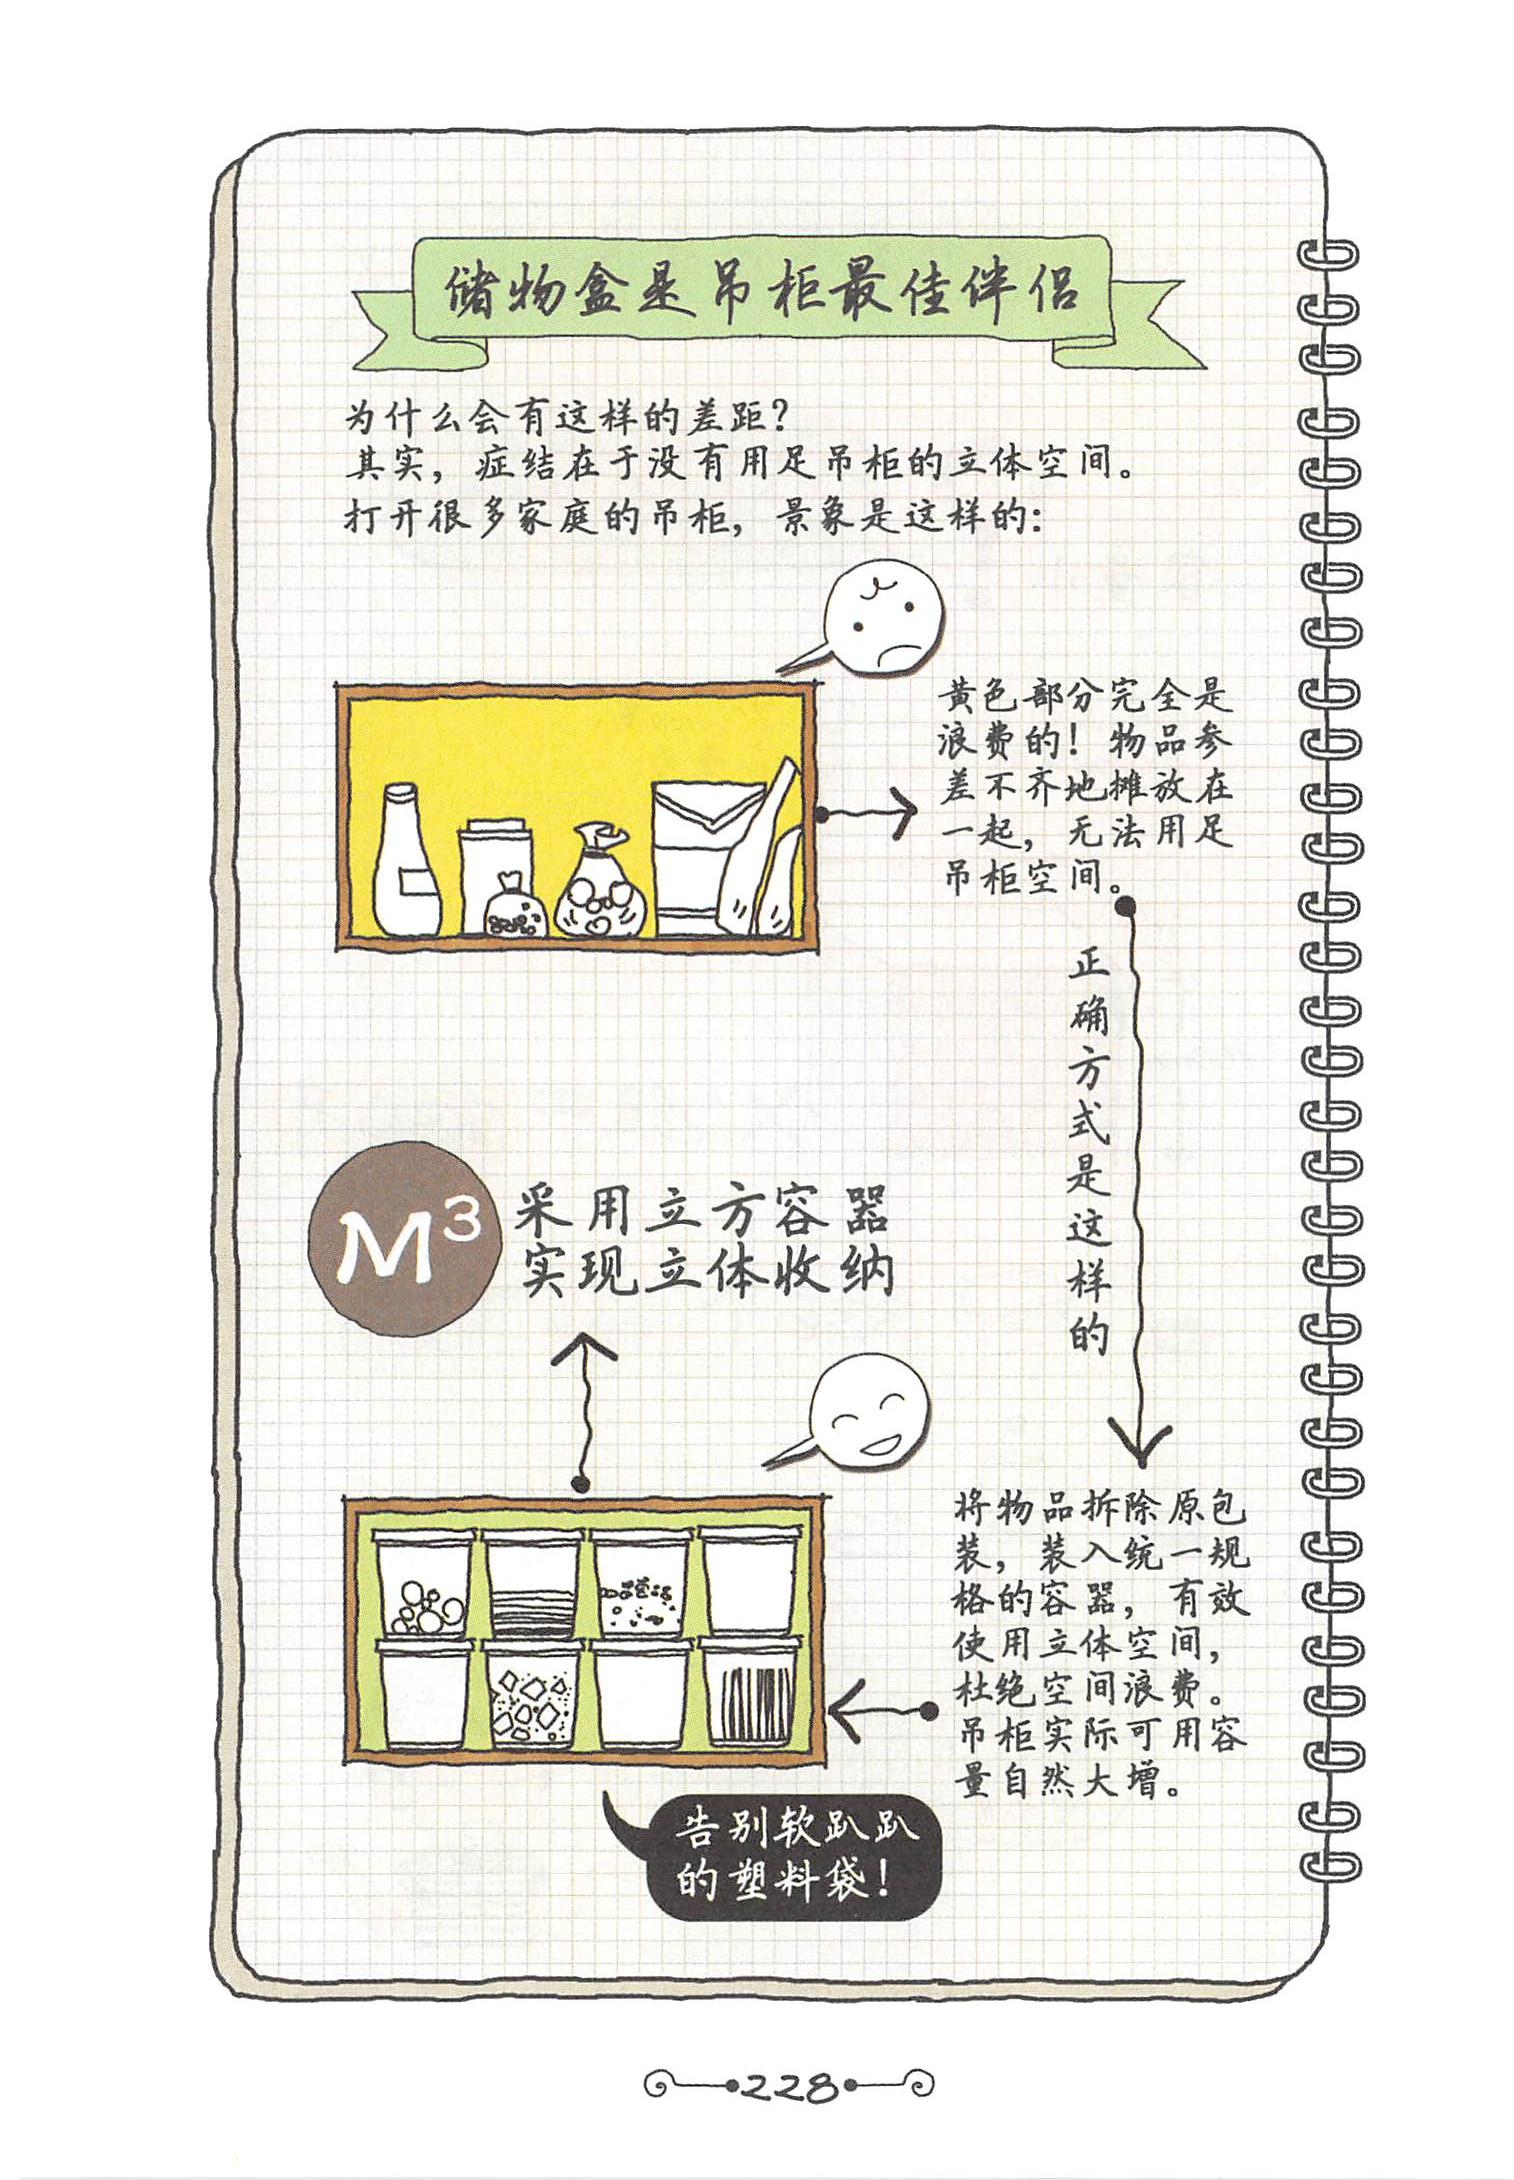 储物盒是吊柜最佳伴侣
为什么会有这样的差距？
其实，症结在于没有用足吊柜的立体空间。
打开很多家庭的吊柜，景象是这样的：
黄色部分完全是
浪费的！物品参
差不齐地摊放在
一起，无法用足
吊柜空间。
正确方式是这样的
M³
采用立方容器
实现立体收纳
将物品拆除原包
装，装入统一规
格的容器，有效
使用立体空间，
杜绝空间浪费。
吊柜实际可用容
量自然大增。
告别软趴趴
的塑料袋！
228